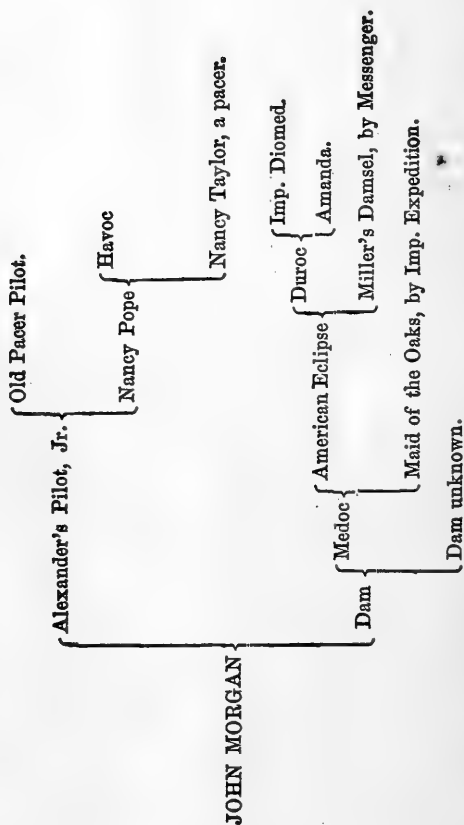 Old Pacer Pilot.
Alexander's Pilot, Jr.
Havoc
Nancy Pope
Nancy Taylor, a pacer.
JOHN MORGAN
Imp. Diomed.
Duroc
Amanda.
American Eclipse
Miller's Damsel, by Messenger.
Medoc
Maid of the Oaks, by Imp. Expedition.
Dam
Dam unknown.